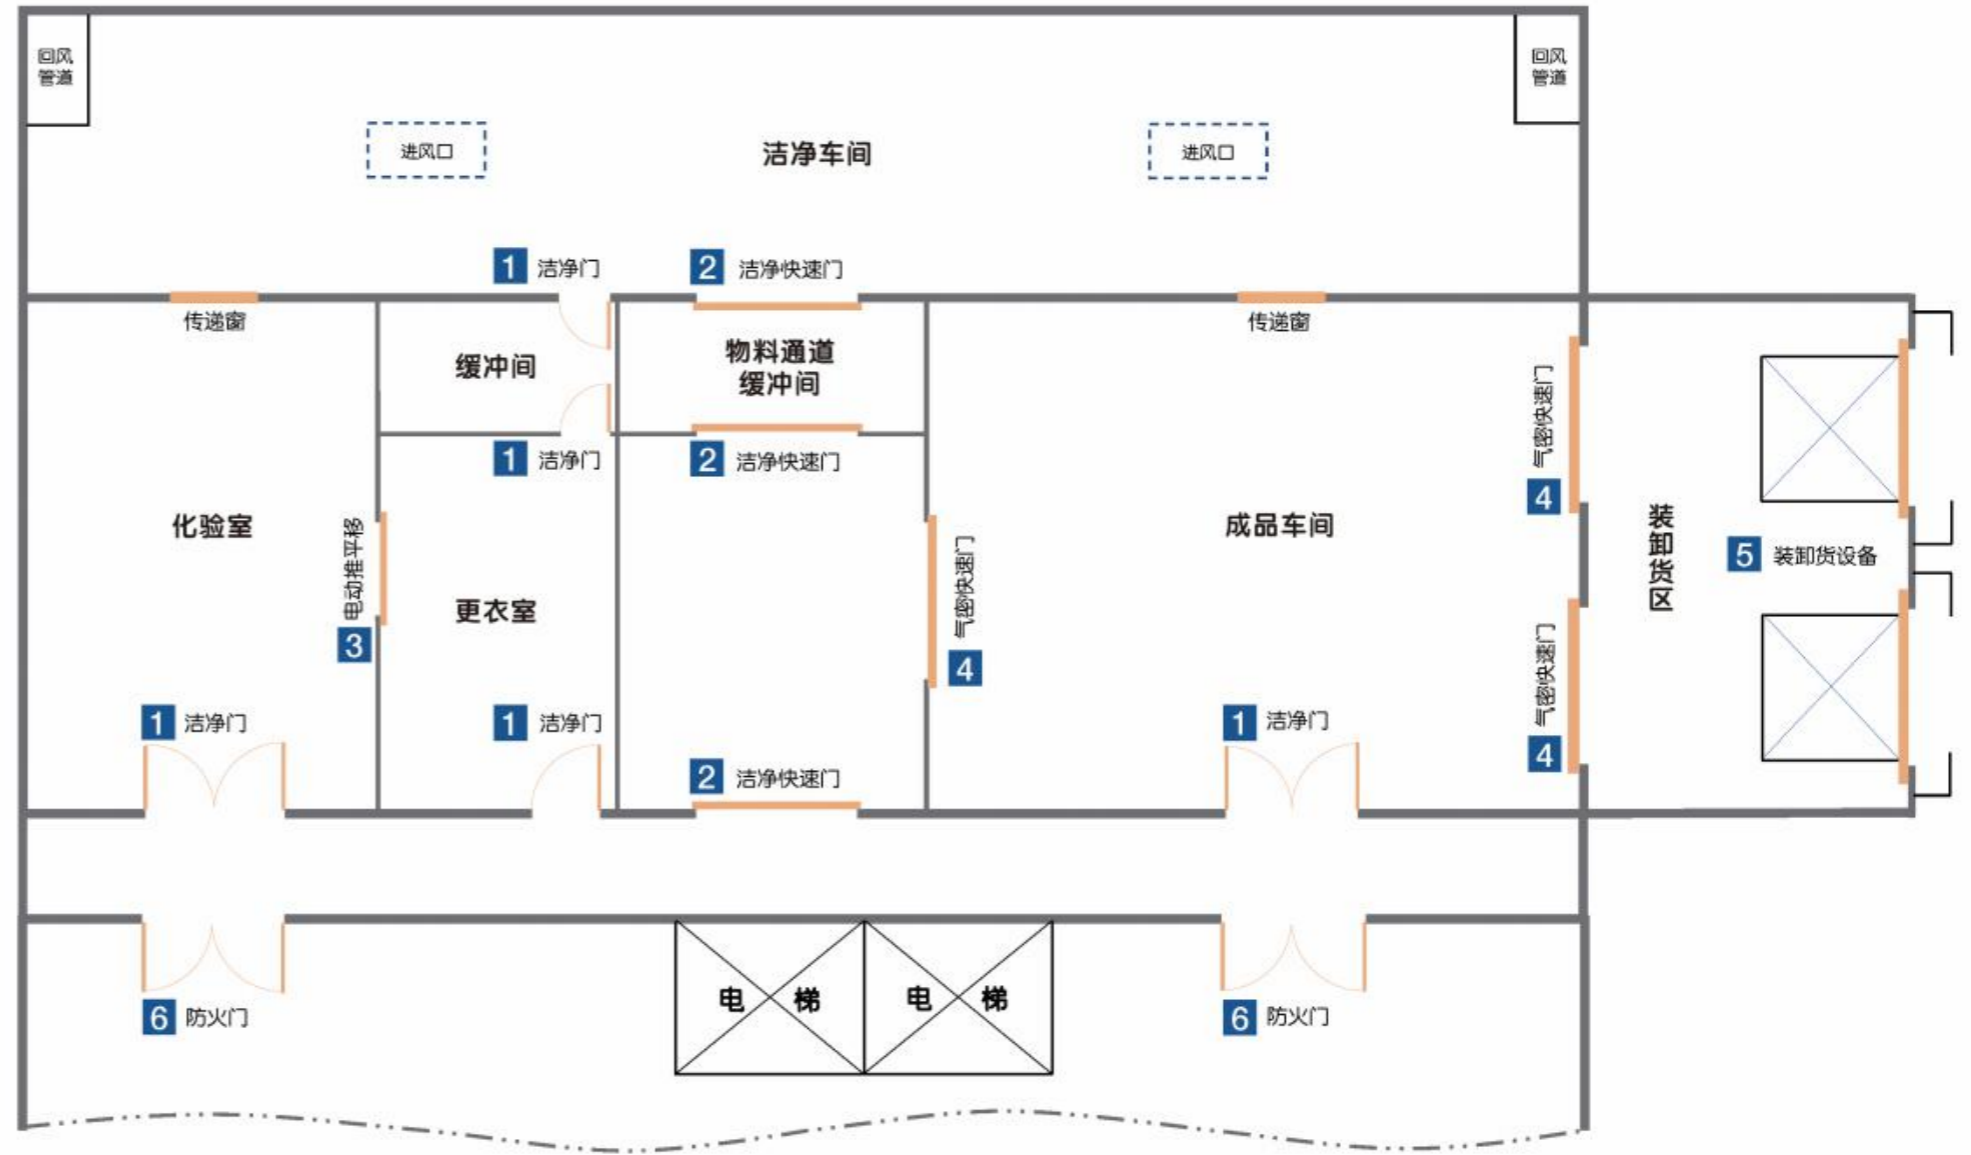 回风
管道
回风
管道
进风口
洁净车间
进风口
1 洁净门
2 洁净快速门
传递窗
传递窗
缓冲间
物料通道
缓冲间
气密快速门
4
1 洁净门
2 洁净快速门
化验室
电动推平移
3
更衣室
气密快速门
4
成品车间
装卸货区
5 装卸货设备
气密快速门
4
1 洁净门
1 洁净门
1 洁净门
2 洁净快速门
电梯
电梯
6 防火门
6 防火门